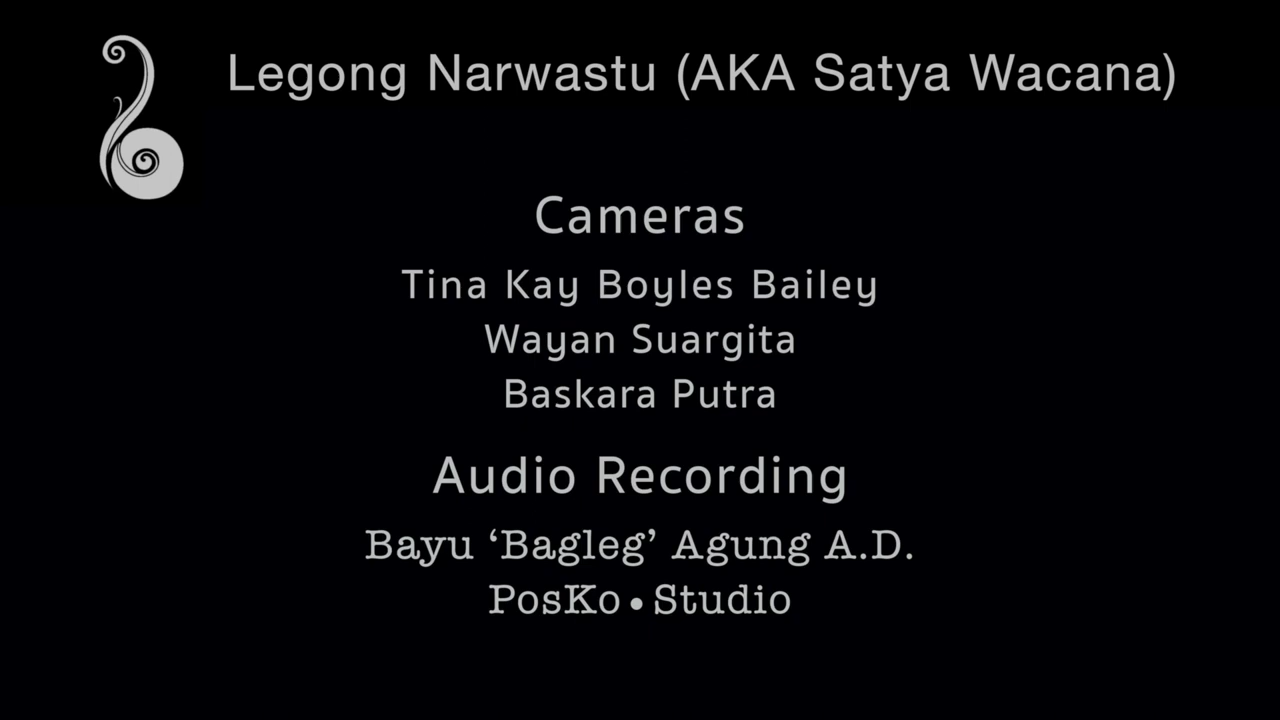 Legong Narwastu (AKA Satya Wacana)
Cameras
Tina Kay Boyles Bailey
Wayan Suargita
Baskara Putra
Audio Recording
Bayu ‘Bagleg’ Agung A.D.
PosKo•Studio